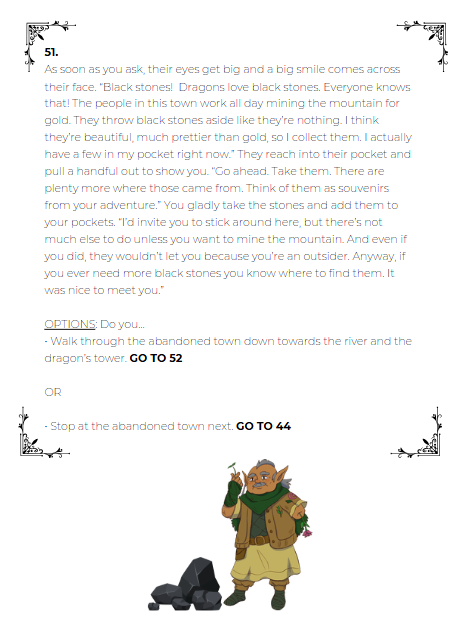 51.
As soon as you ask, their eyes get big and a big smile comes across
their face. "Black stones!  Dragons love black stones. Everyone knows
that! The people in this town work all day mining the mountain for
gold. They throw black stones aside like they're nothing. I think
they're beautiful, much prettier than gold, so I collect them. I actually
have a few in my pocket right now." They reach into their pocket and
pull a handful out to show you. "Go ahead. Take them. There are
plenty more where those came from. Think of them as souvenirs
from your adventure." You gladly take the stones and add them to
your pockets. "I'd invite you to stick around here, but there's not
much else to do unless you want to mine the mountain. And even if
you did, they wouldn't let you because you're an outsider. Anyway, if
you ever need more black stones you know where to find them. It
was nice to meet you."
OPTIONS: Do you...
• Walk through the abandoned town down towards the river and the
dragon's tower. GO TO 52
OR
• Stop at the abandoned town next. GO TO 44